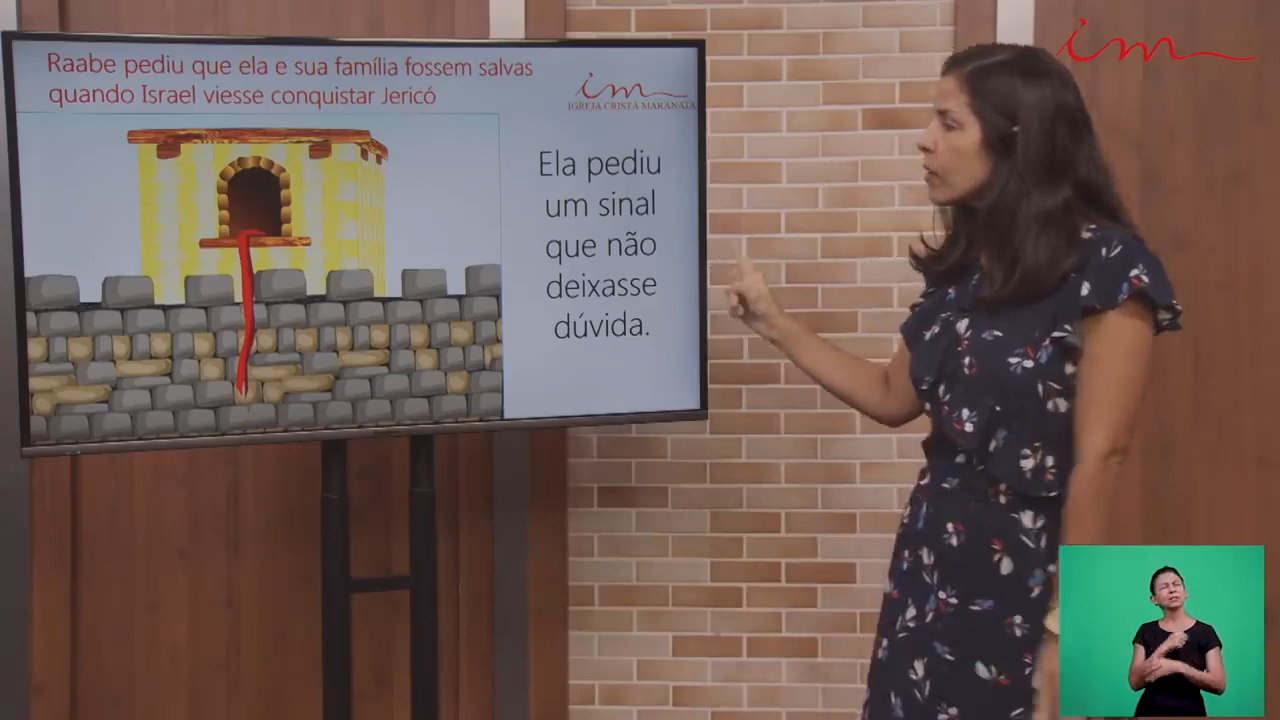 Raabe pediu que ela e sua família fossem salvas
quando Israel viesse conquistar Jericó
im
IGREJA CRISTÃ MARANATA
Ela pediu
um sinal
que não
deixasse
dúvida.
im